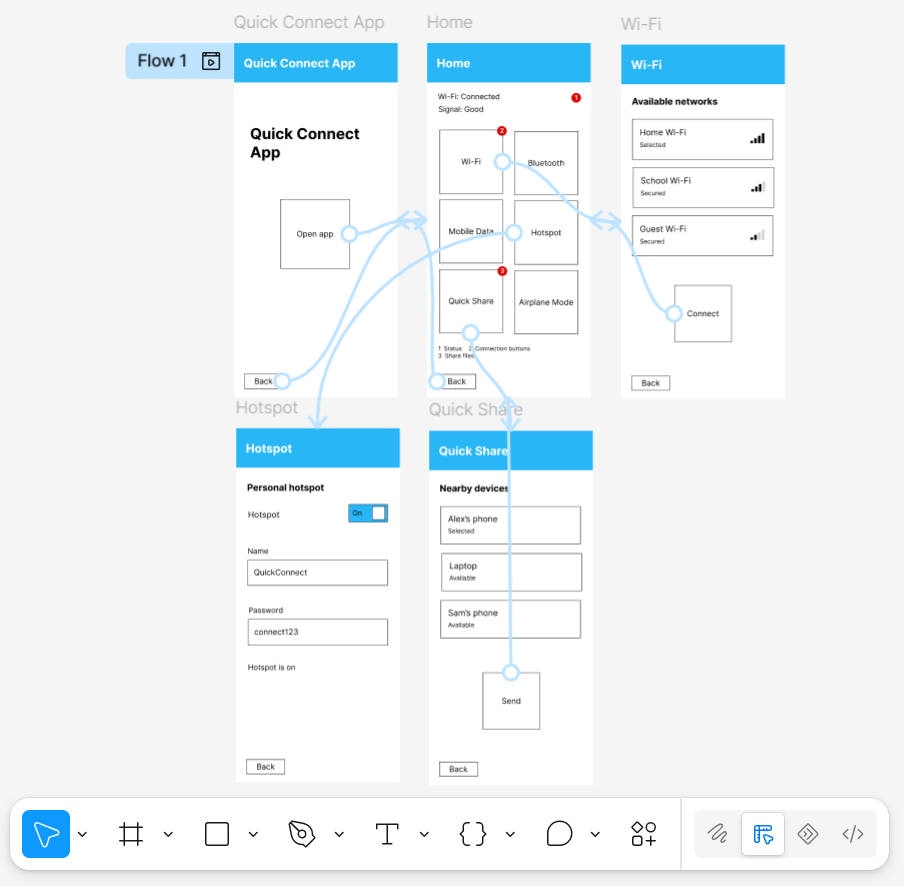 Quick Connect App
Home
Wi-Fi
Flow 1
Quick Connect App
Home
Wi-Fi
Wi-Fi: Connected
1
Signal: Good
Available networks
Quick Connect
App
2
Wi-Fi
Bluetooth
Home Wi-Fi
Selected
School Wi-Fi
Secured
Open app
Mobile Data
Hotspot
Guest Wi-Fi
Secured
3
Quick Share
Airplane Mode
Connect
1 Status 2 Connection buttons
3 Share files
Back
Back
Back
Hotspot
Quick Share
Hotspot
Quick Share
Personal hotspot
Nearby devices
Hotspot
On
Alex's phone
Selected
Name
QuickConnect
Laptop
Available
Password
connect123
Sam's phone
Available
Hotspot is on
Send
Back
Back